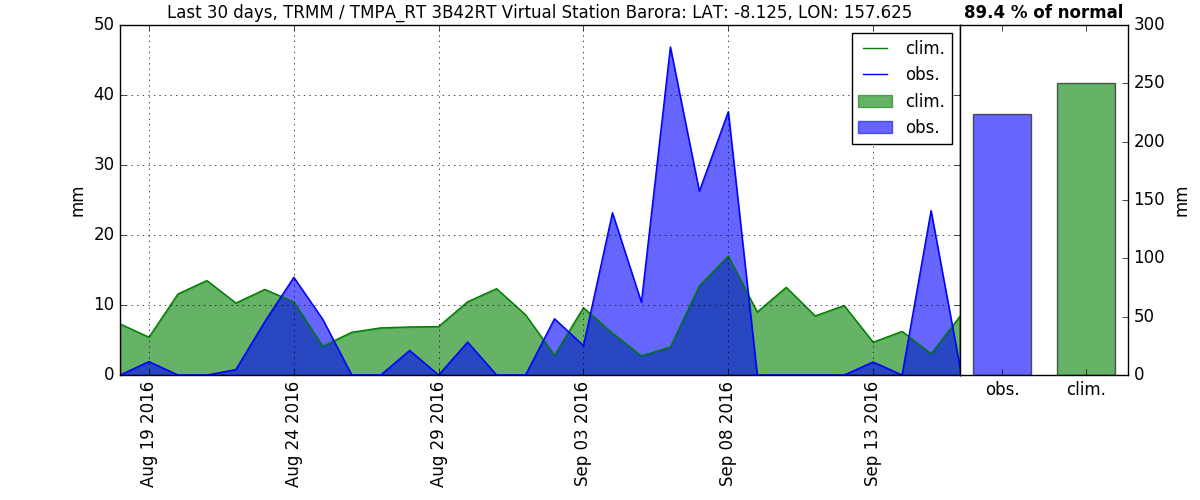 Last 30 days, TRMM / TMPA_RT 3B42RT Virtual Station Barora: LAT: -8.125, LON: 157.625
89.4 % of normal
50
40
30
20
10
0
mm
clim.
obs.
clim.
obs.
300
250
200
150
100
50
0
mm
obs.
clim.
Aug 19 2016
Aug 24 2016
Aug 29 2016
Sep 03 2016
Sep 08 2016
Sep 13 2016